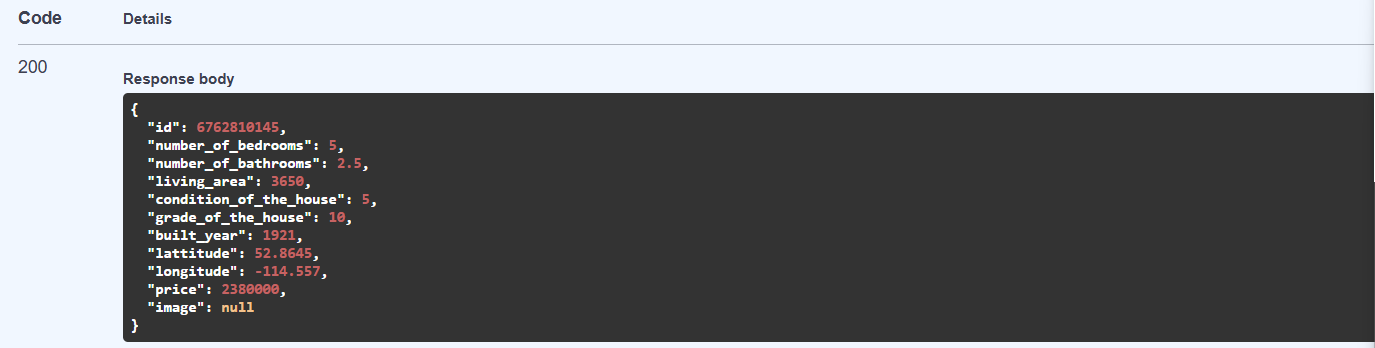 Code Details
200
Response body
{
"id": 6762810145,
"number_of_bedrooms": 5,
"number_of_bathrooms": 2.5,
"living_area": 3650,
"condition_of_the_house": 5,
"grade_of_the_house": 10,
"built_year": 1921,
"lattitude": 52.8645,
"longitude": -114.557,
"price": 2380000,
"image": null
}